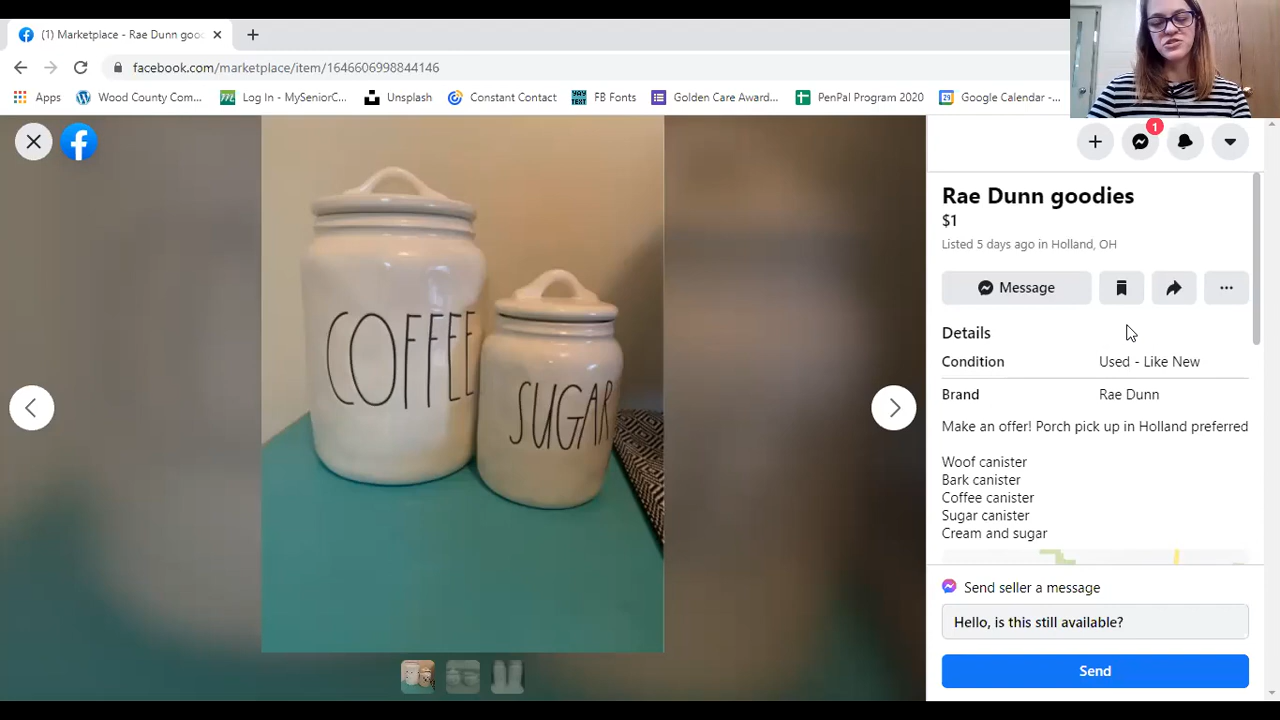 (1) Marketplace - Rae Dunn good
facebook.com/marketplace/item/1646606998844146
Apps
Wood County Com...
Log In - MySeniorC...
Unsplash
Constant Contact
YAY TEXT
FB Fonts
Golden Care Award...
PenPal Program 2020
Google Calendar -...
1
Rae Dunn goodies
$1
Listed 5 days ago in Holland, OH
Message
Details
Condition Used - Like New
Brand Rae Dunn
Make an offer! Porch pick up in Holland preferred
Woof canister
Bark canister
Coffee canister
Sugar canister
Cream and sugar
Send seller a message
Hello, is this still available?
Send
COFFEE
SUGAR